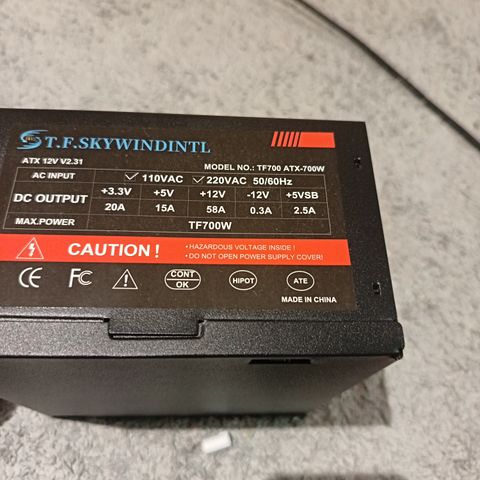 T.F.SKYWINDINTL
ATX 12V V2.31
MODEL NO.: TF700 ATX-700W
AC INPUT ✓ 110VAC ✓ 220VAC 50/60Hz
DC OUTPUT +3.3V +5V +12V -12V +5VSB
20A 15A 58A 0.3A 2.5A
MAX.POWER TF700W
CAUTION !
• HAZARDOUS VOLTAGE INSIDE !
• DO NOT OPEN POWER SUPPLY COVER!
CE FC CONT OK HIPOT ATE
MADE IN CHINA